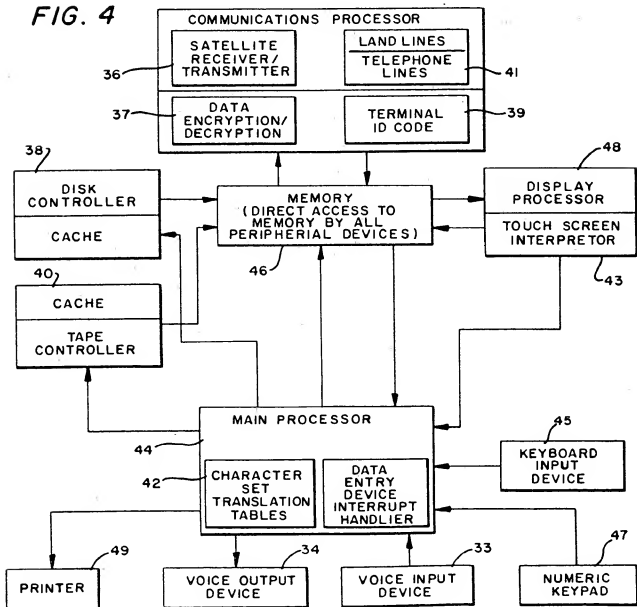 FIG. 4
COMMUNICATIONS PROCESSOR
SATELLITE
RECEIVER/
TRANSMITTER
36
LAND LINES
TELEPHONE
LINES
41
37
DATA
ENCRYPTION/
DECRYPTION
TERMINAL
ID CODE
39
38
DISK
CONTROLLER
CACHE
MEMORY
(DIRECT ACCESS TO
MEMORY BY ALL
PERIPHERIAL DEVICES)
46
48
DISPLAY
PROCESSOR
TOUCH SCREEN
INTERPRETOR
43
40
CACHE
TAPE
CONTROLLER
MAIN PROCESSOR
44
42
CHARACTER
SET
TRANSLATION
TABLES
DATA
ENTRY
DEVICE
INTERRUPT
HANDLIER
45
KEYBOARD
INPUT
DEVICE
49
PRINTER
34
VOICE OUTPUT
DEVICE
33
VOICE INPUT
DEVICE
47
NUMERIC
KEYPAD